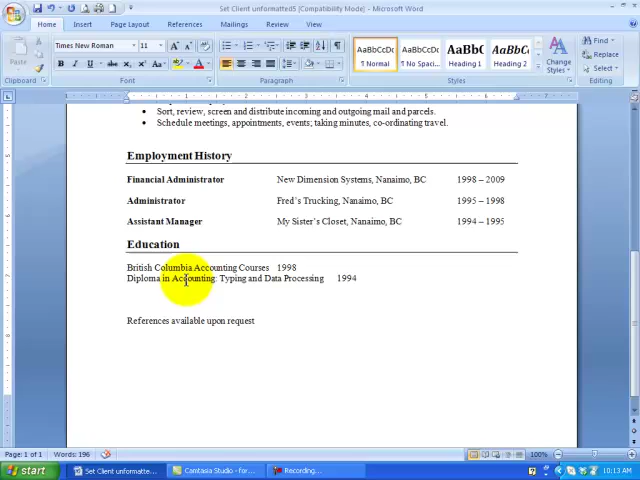 Set Client unformatted5 [Compatibility Mode] - Microsoft Word
Home Insert Page Layout References Mailings Review View
Paste
Times New Roman 11
AaBbCcDc AaBbCcDc AaBbC AaBbCc
¶ Normal ¶ No Spaci... Heading 1 Heading 2
Change Styles
Find
Replace
Select
Clipboard Font Paragraph Styles Editing
Sort, review, screen and distribute incoming and outgoing mail and parcels.
Schedule meetings, appointments, events; taking minutes, co-ordinating travel.
Employment History
Financial Administrator New Dimension Systems, Nanaimo, BC 1998 – 2009
Administrator Fred's Trucking, Nanaimo, BC 1995 – 1998
Assistant Manager My Sister's Closet, Nanaimo, BC 1994 – 1995
Education
British Columbia Accounting Courses 1998
Diploma in Accounting: Typing and Data Processing 1994
References available upon request
Page: 1 of 1 Words: 196 100%
start Set Client unformatte... Camtasia Studio - for... Recording... 10:13 AM